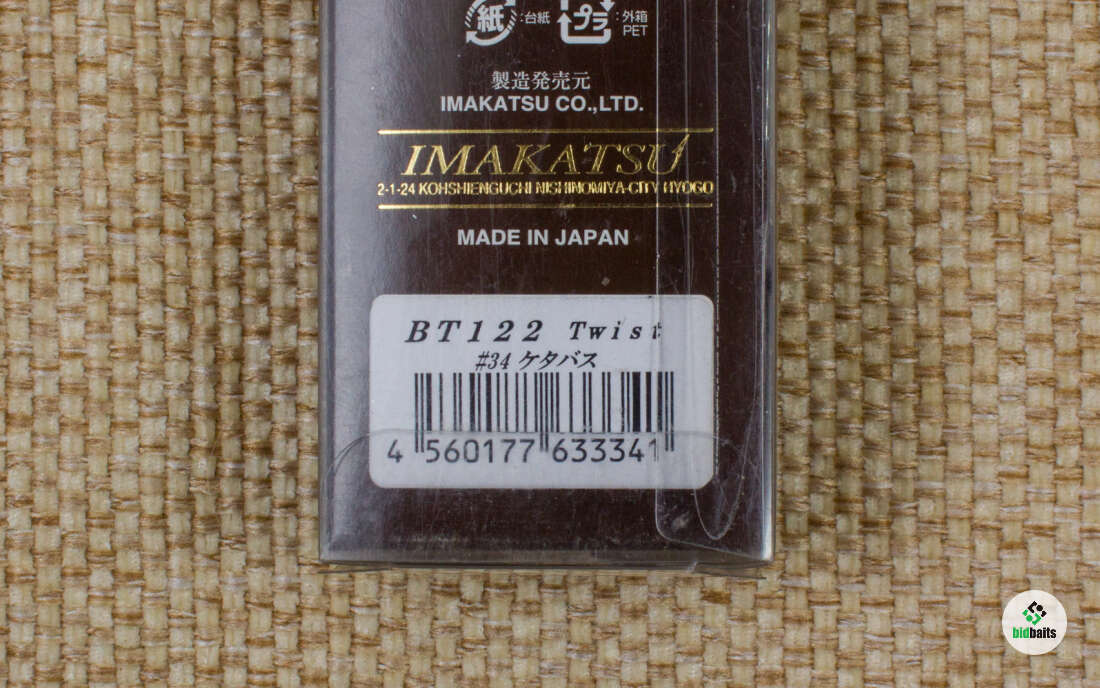 紙 :台紙 プラ :外箱
PET
製造発売元
IMAKATSU CO.,LTD.
IMAKATSU
2-1-24 KOHSHIENGUCHI NISHINOMIYA-CITY HYOGO
MADE IN JAPAN
BT122 Twist
#34 ケタバス
4 560177 633341
bidbaits